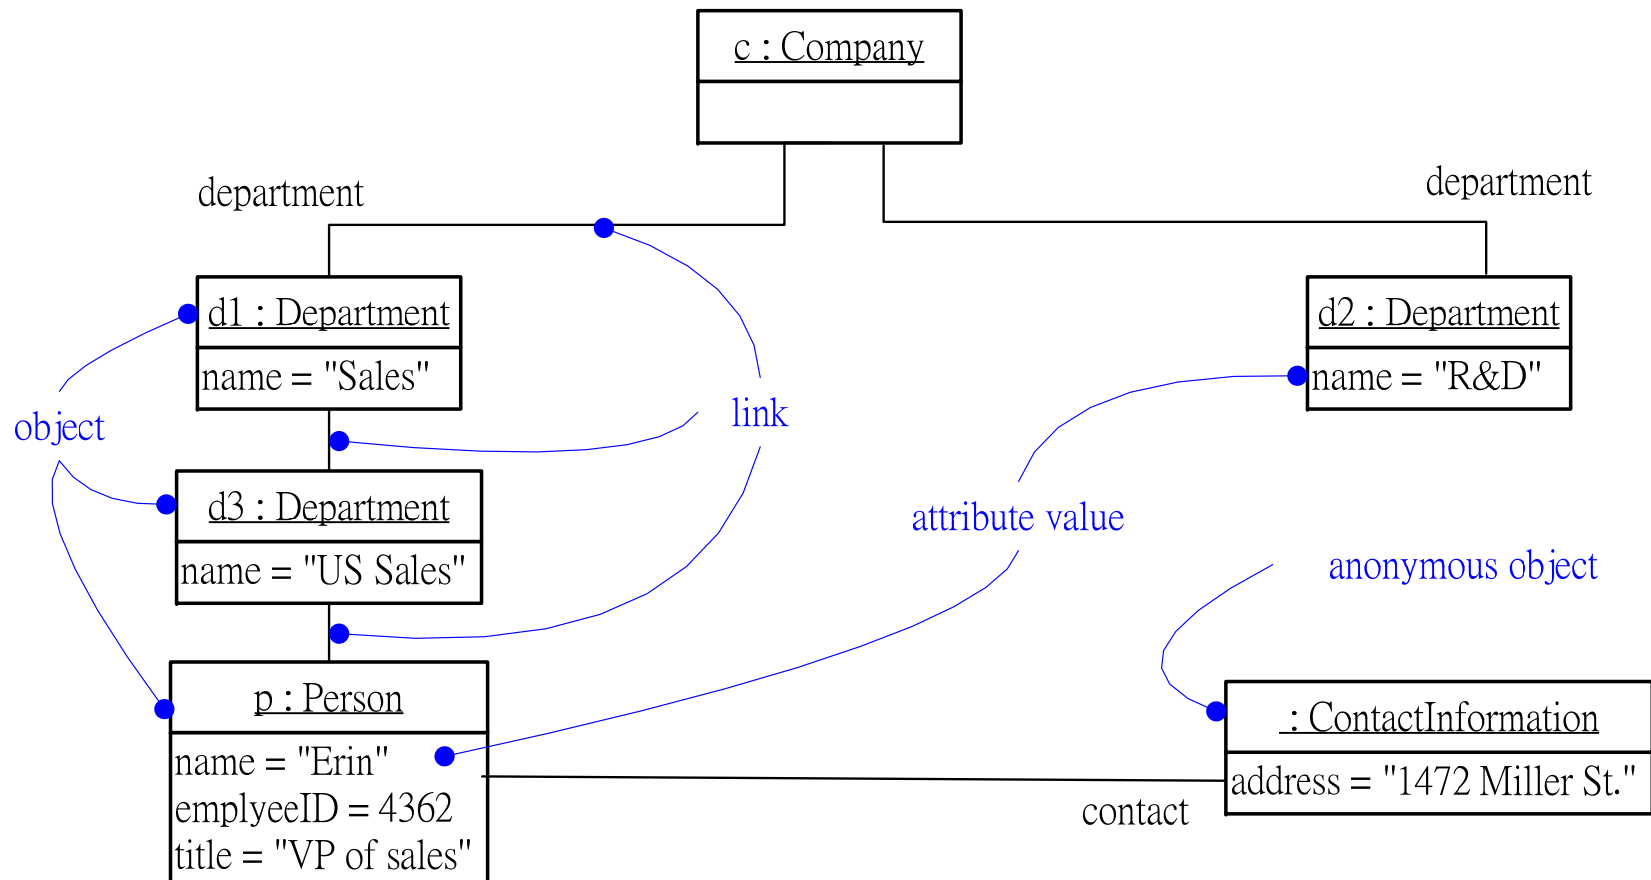 c : Company
department
department
d1 : Department
name = "Sales"
d2 : Department
name = "R&D"
object
link
d3 : Department
name = "US Sales"
attribute value
anonymous object
p : Person
name = "Erin"
emplyeeID = 4362
title = "VP of sales"
contact
: ContactInformation
address = "1472 Miller St."